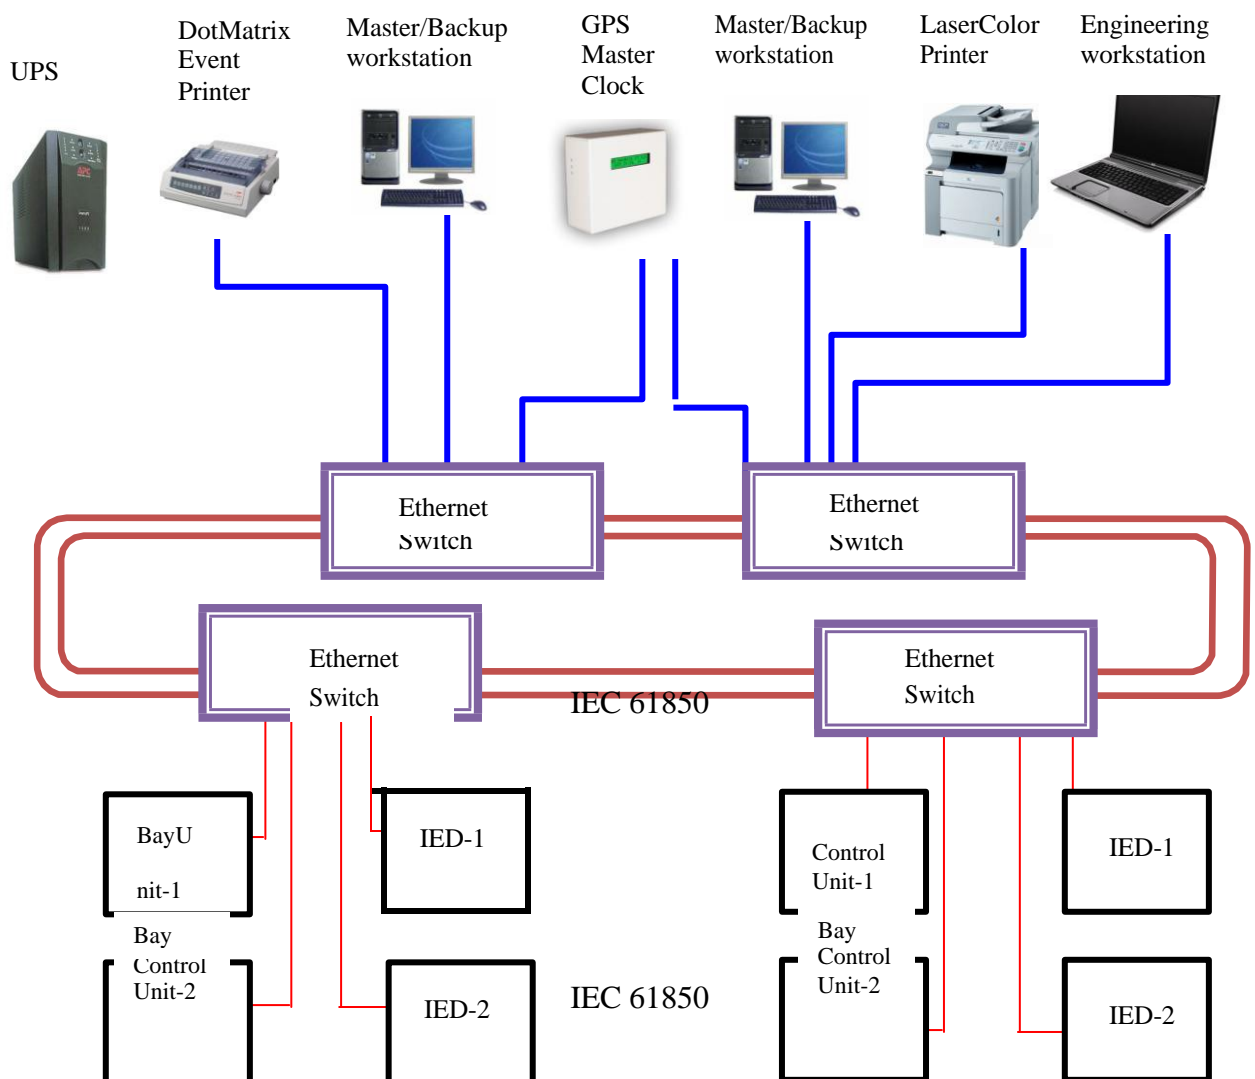 UPS
DotMatrix
Event
Printer
Master/Backup
workstation
GPS
Master
Clock
Master/Backup
workstation
LaserColor
Printer
Engineering
workstation
APC
Ethernet
Switch
Ethernet
Switch
Ethernet
Switch
Ethernet
Switch
IEC 61850
BayU
nit-1
IED-1
Control
Unit-1
IED-1
Bay
Control
Unit-2
IED-2
IEC 61850
Bay
Control
Unit-2
IED-2